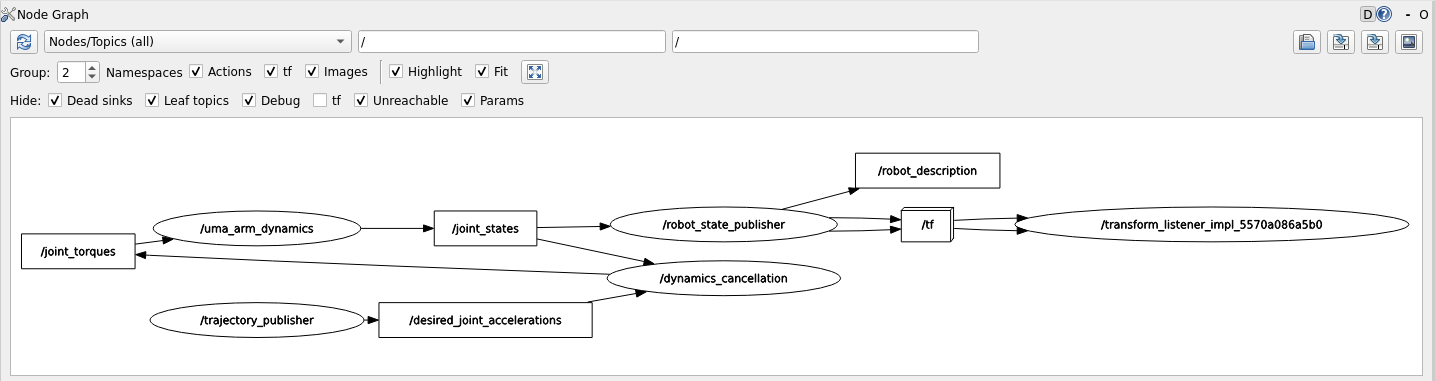 Node Graph
D
- O
Nodes/Topics (all)
/
/
Group: 2 Namespaces Actions tf Images Highlight Fit
Hide: Dead sinks Leaf topics Debug tf Unreachable Params
/robot_description
/uma_arm_dynamics
/joint_states
/robot_state_publisher
/tf
/transform_listener_impl_5570a086a5b0
/joint_torques
/dynamics_cancellation
/trajectory_publisher
/desired_joint_accelerations